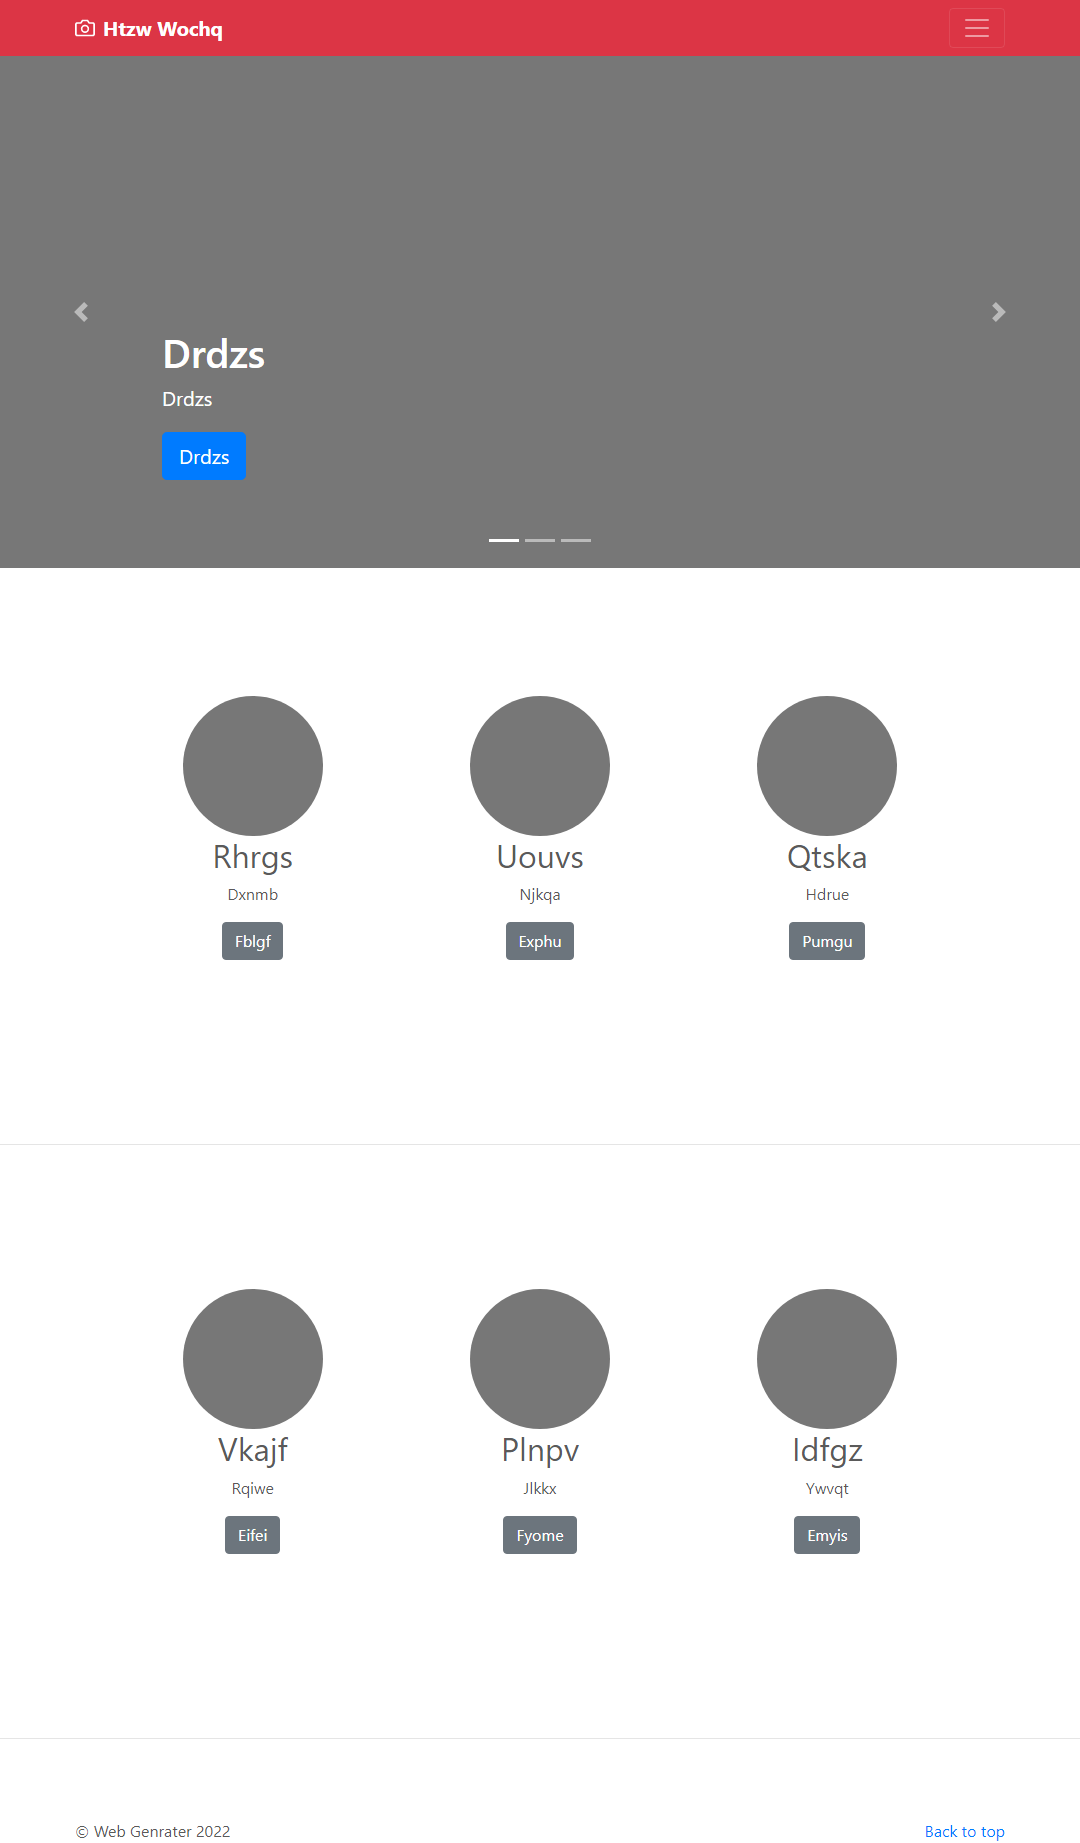 Htzw Wochq
Drdzs
Drdzs
Drdzs
Rhrgs
Dxnmb
Fblgf
Uouvs
Njkqa
Exphu
Qtska
Hdrue
Pumgu
Vkajf
Rqiwe
Eifei
Plnpv
Jlkkx
Fyome
Idfgz
Ywvqt
Emyis
© Web Genrater 2022
Back to top